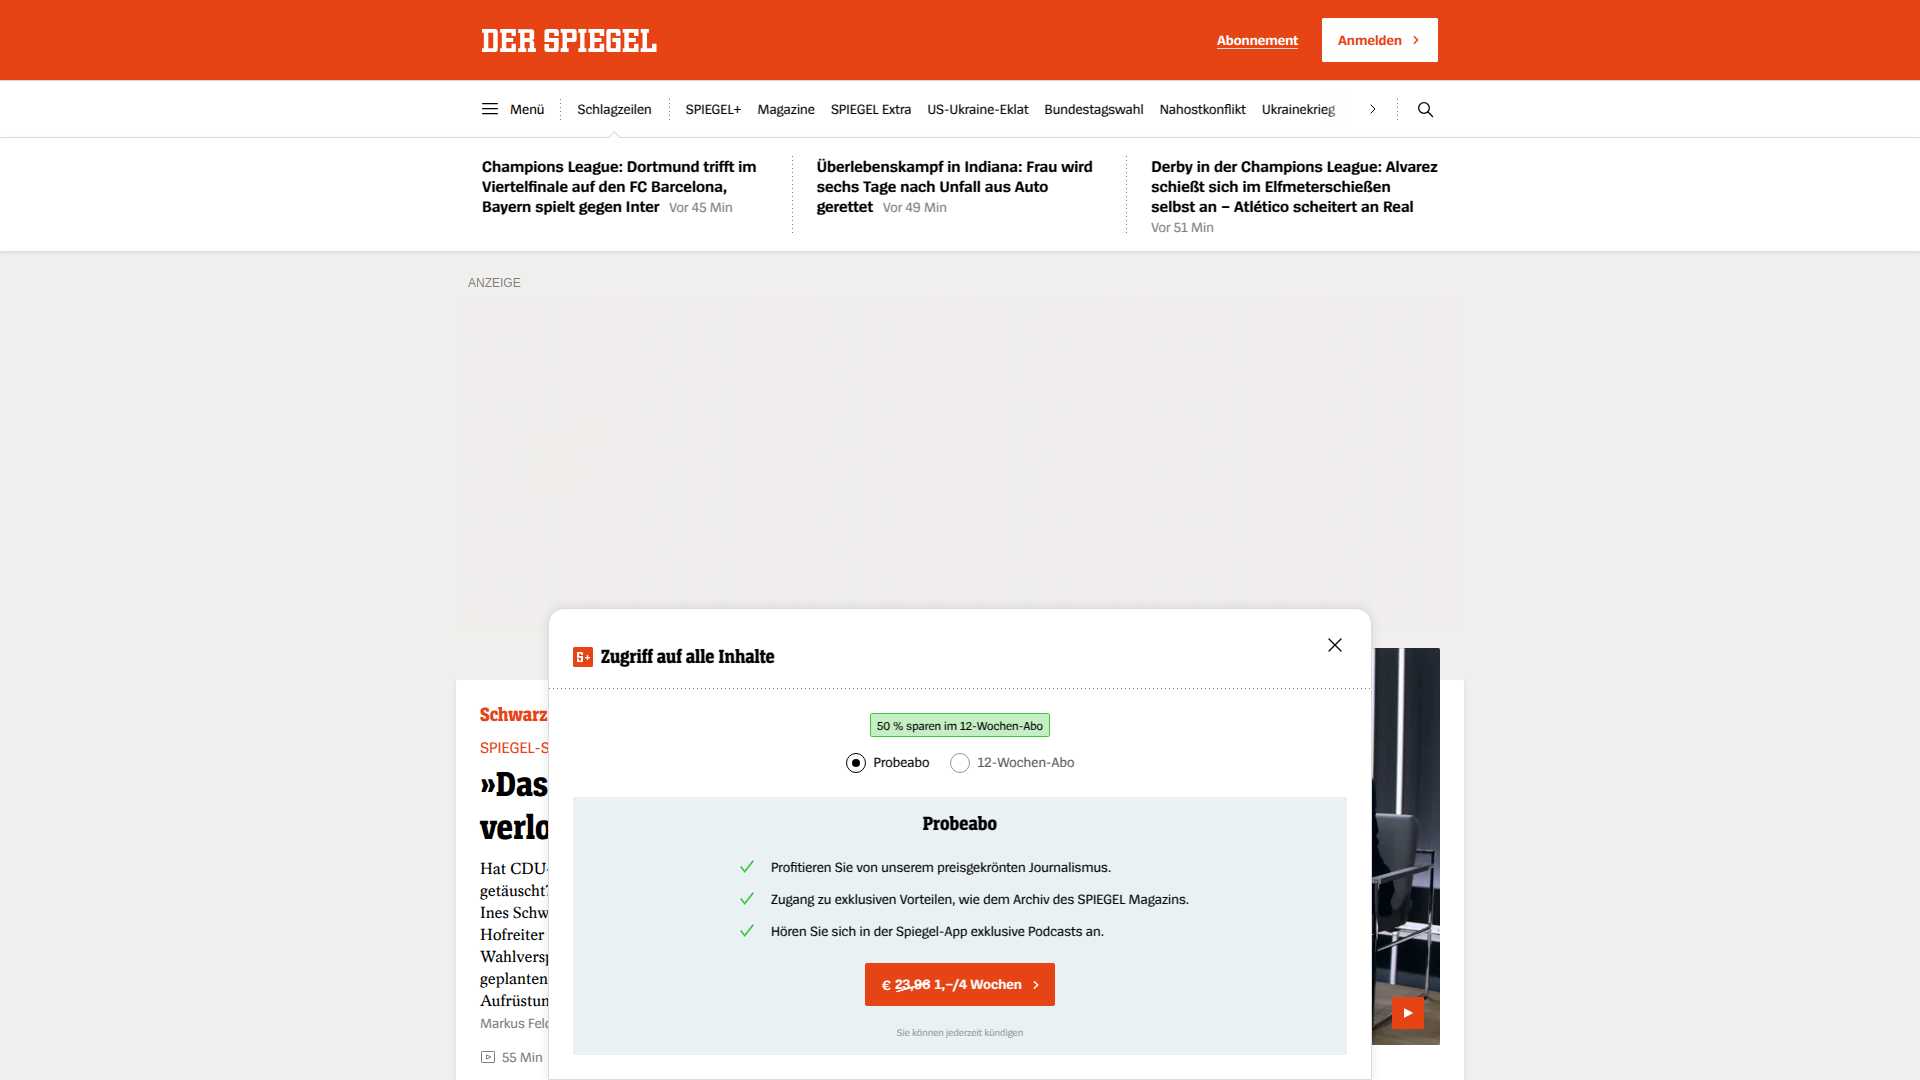 DER SPIEGEL
Abonnement
Anmelden
Menü
Schlagzeilen
SPIEGEL+
Magazine
SPIEGEL Extra
US-Ukraine-Eklat
Bundestagswahl
Nahostkonflikt
Ukrainekrieg
Champions League: Dortmund trifft im
Viertelfinale auf den FC Barcelona,
Bayern spielt gegen Inter Vor 45 Min
Überlebenskampf in Indiana: Frau wird
sechs Tage nach Unfall aus Auto
gerettet Vor 49 Min
Derby in der Champions League: Alvarez
schießt sich im Elfmeterschießen
selbst an – Atlético scheitert an Real
Vor 51 Min
ANZEIGE
Schwarz
SPIEGEL-S
»Das
verlo
Hat CDU-
getäuscht?
Ines Schw
Hofreiter
Wahlversp
geplanten
Aufrüstun
Markus Feld
55 Min
Zugriff auf alle Inhalte
50 % sparen im 12-Wochen-Abo
Probeabo
12-Wochen-Abo
Probeabo
Profitieren Sie von unserem preisgekrönten Journalismus.
Zugang zu exklusiven Vorteilen, wie dem Archiv des SPIEGEL Magazins.
Hören Sie sich in der Spiegel-App exklusive Podcasts an.
€ 23,96 1,–/4 Wochen
Sie können jederzeit kündigen